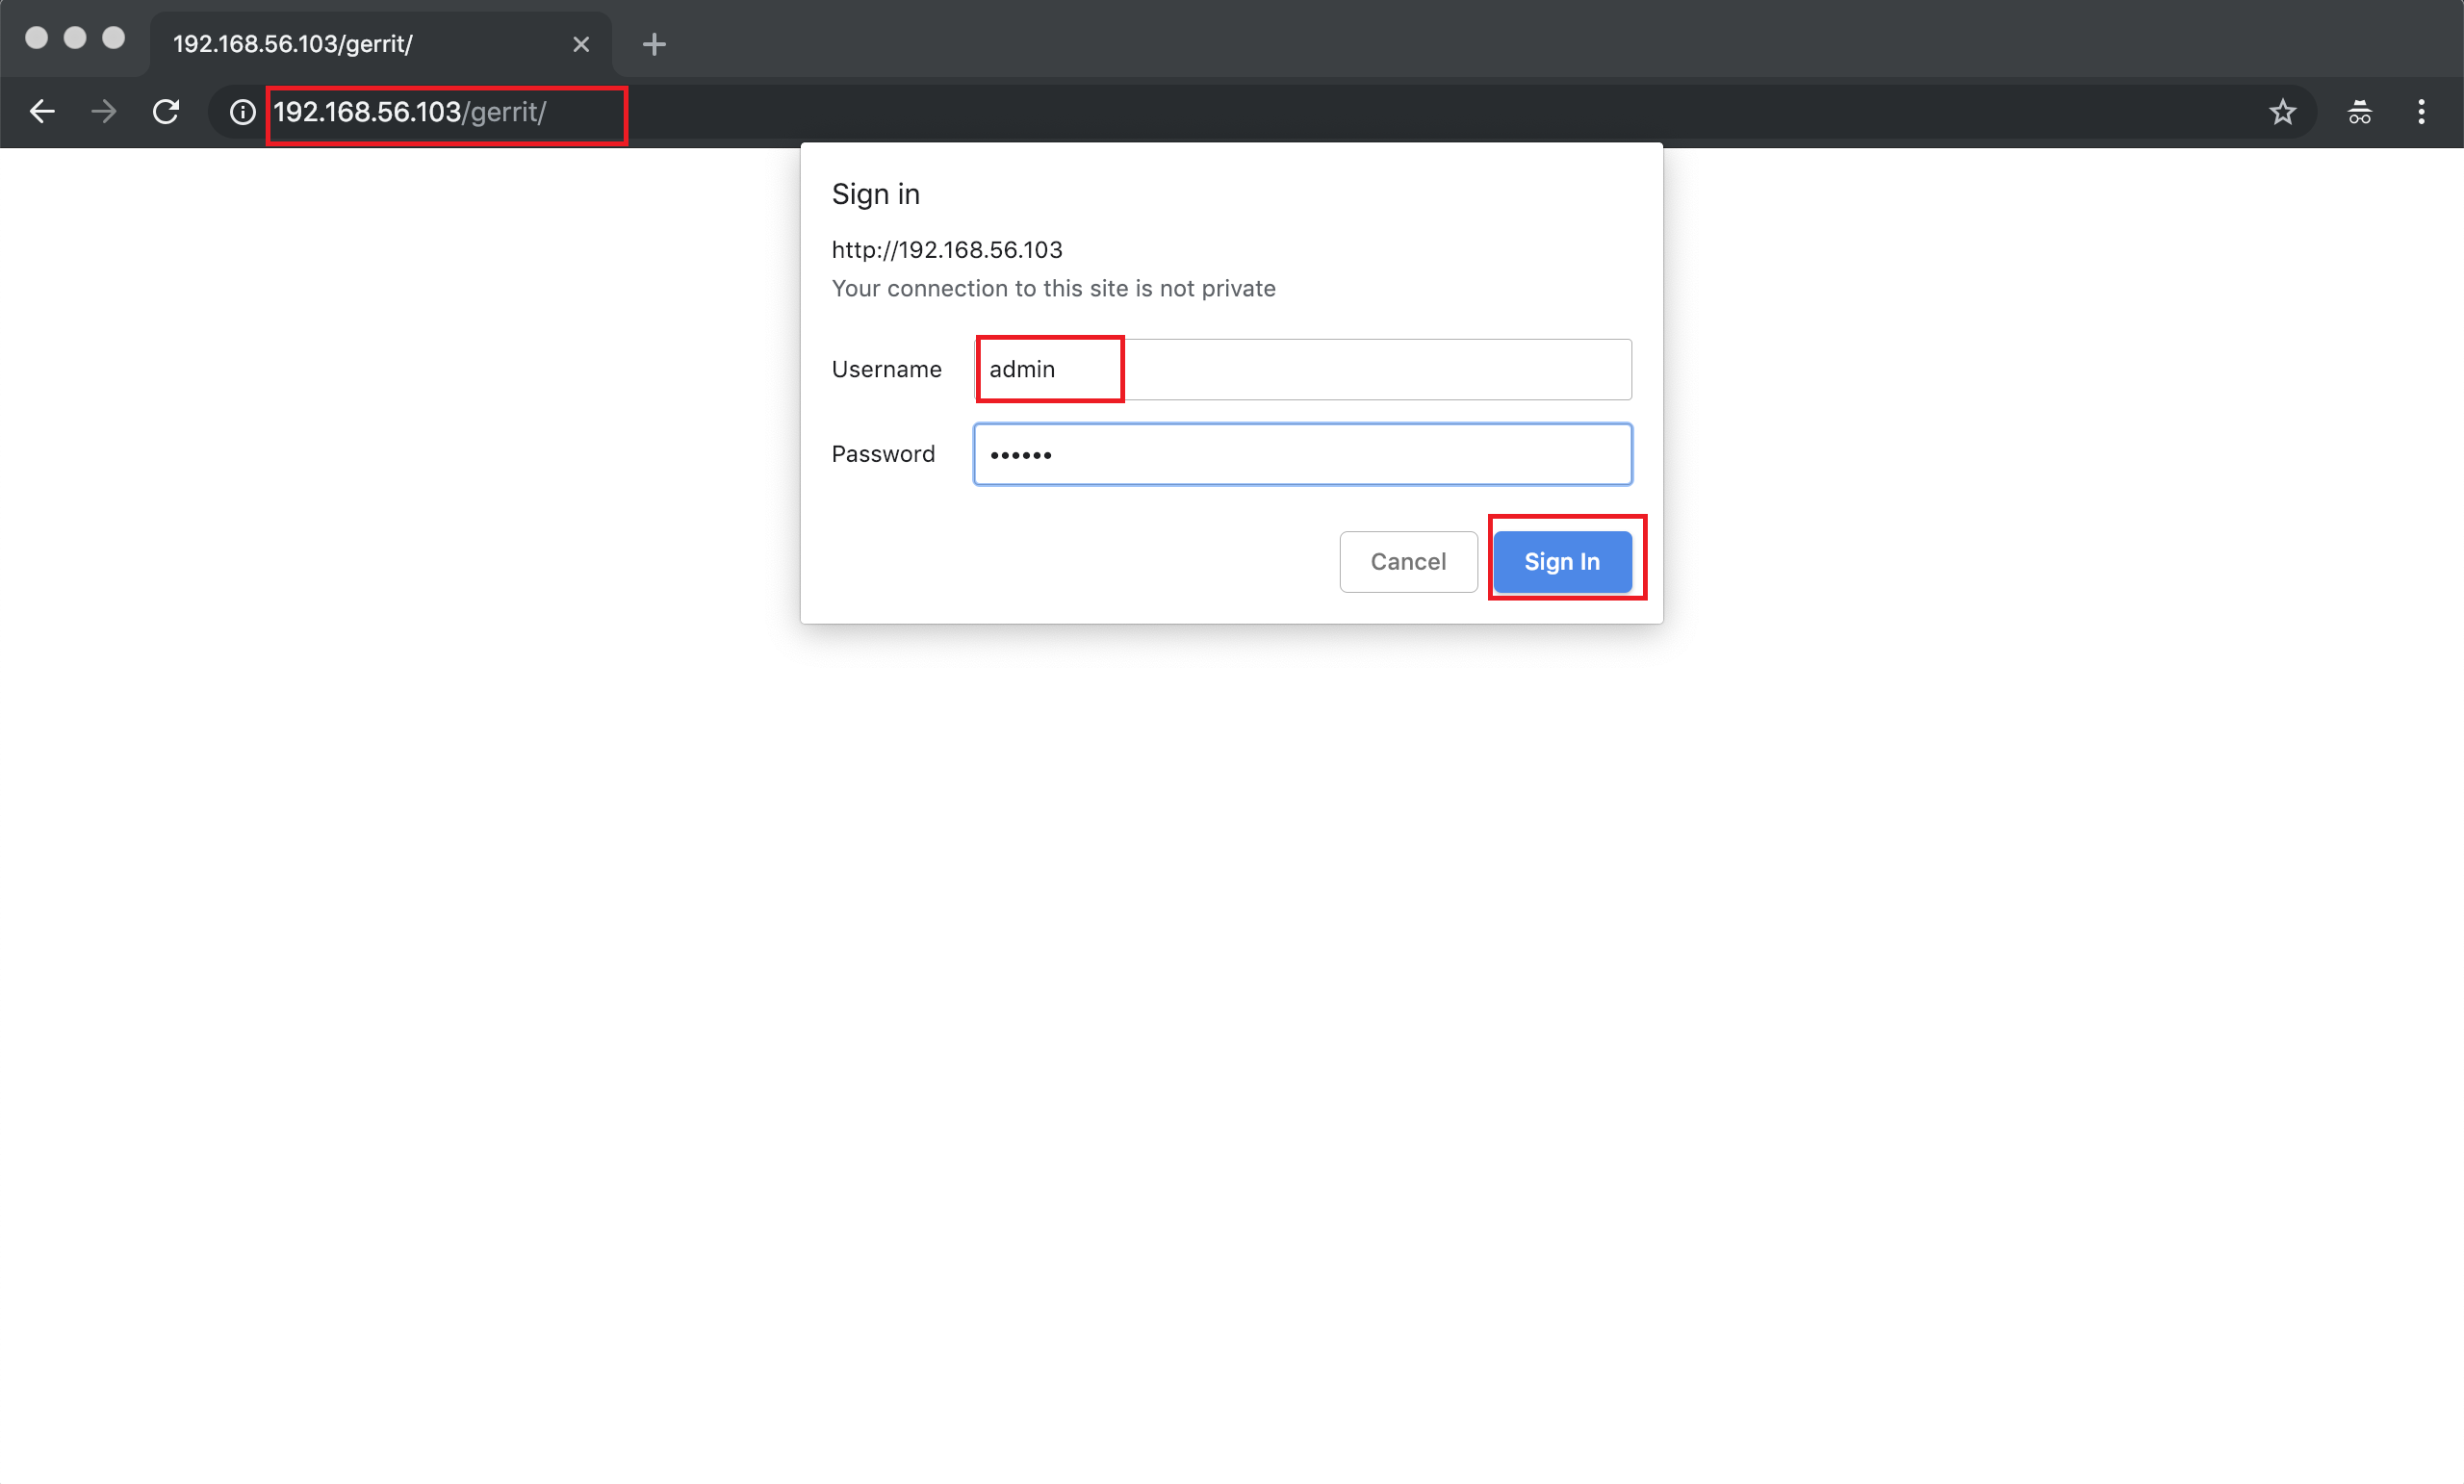 192.168.56.103/gerrit/
192.168.56.103/gerrit/
Sign in
http://192.168.56.103
Your connection to this site is not private
Username admin
Password ••••••
Cancel Sign In